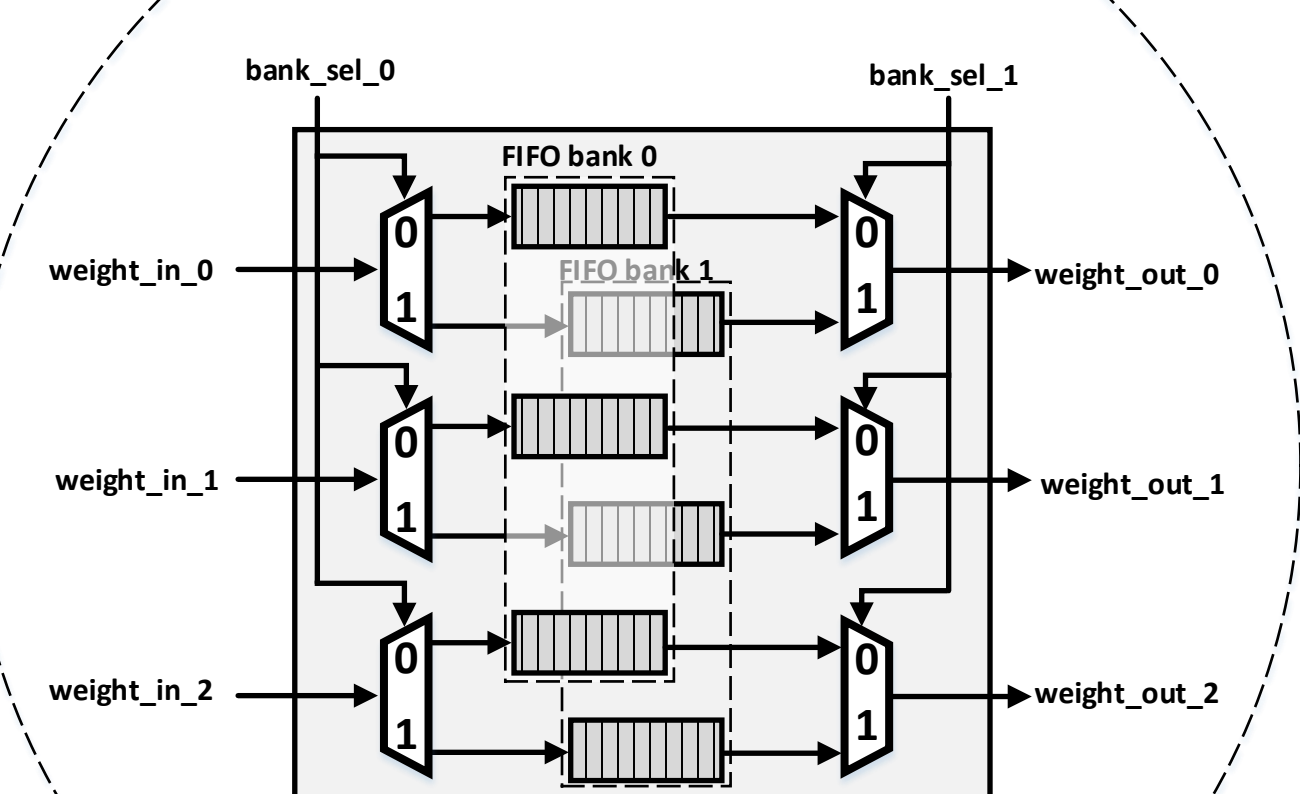 bank_sel_0
bank_sel_1
FIFO bank 0
0
0
weight_in_0
FIFO bank 1
weight_out_0
1
1
0
0
weight_in_1
weight_out_1
1
1
0
0
weight_in_2
weight_out_2
1
1